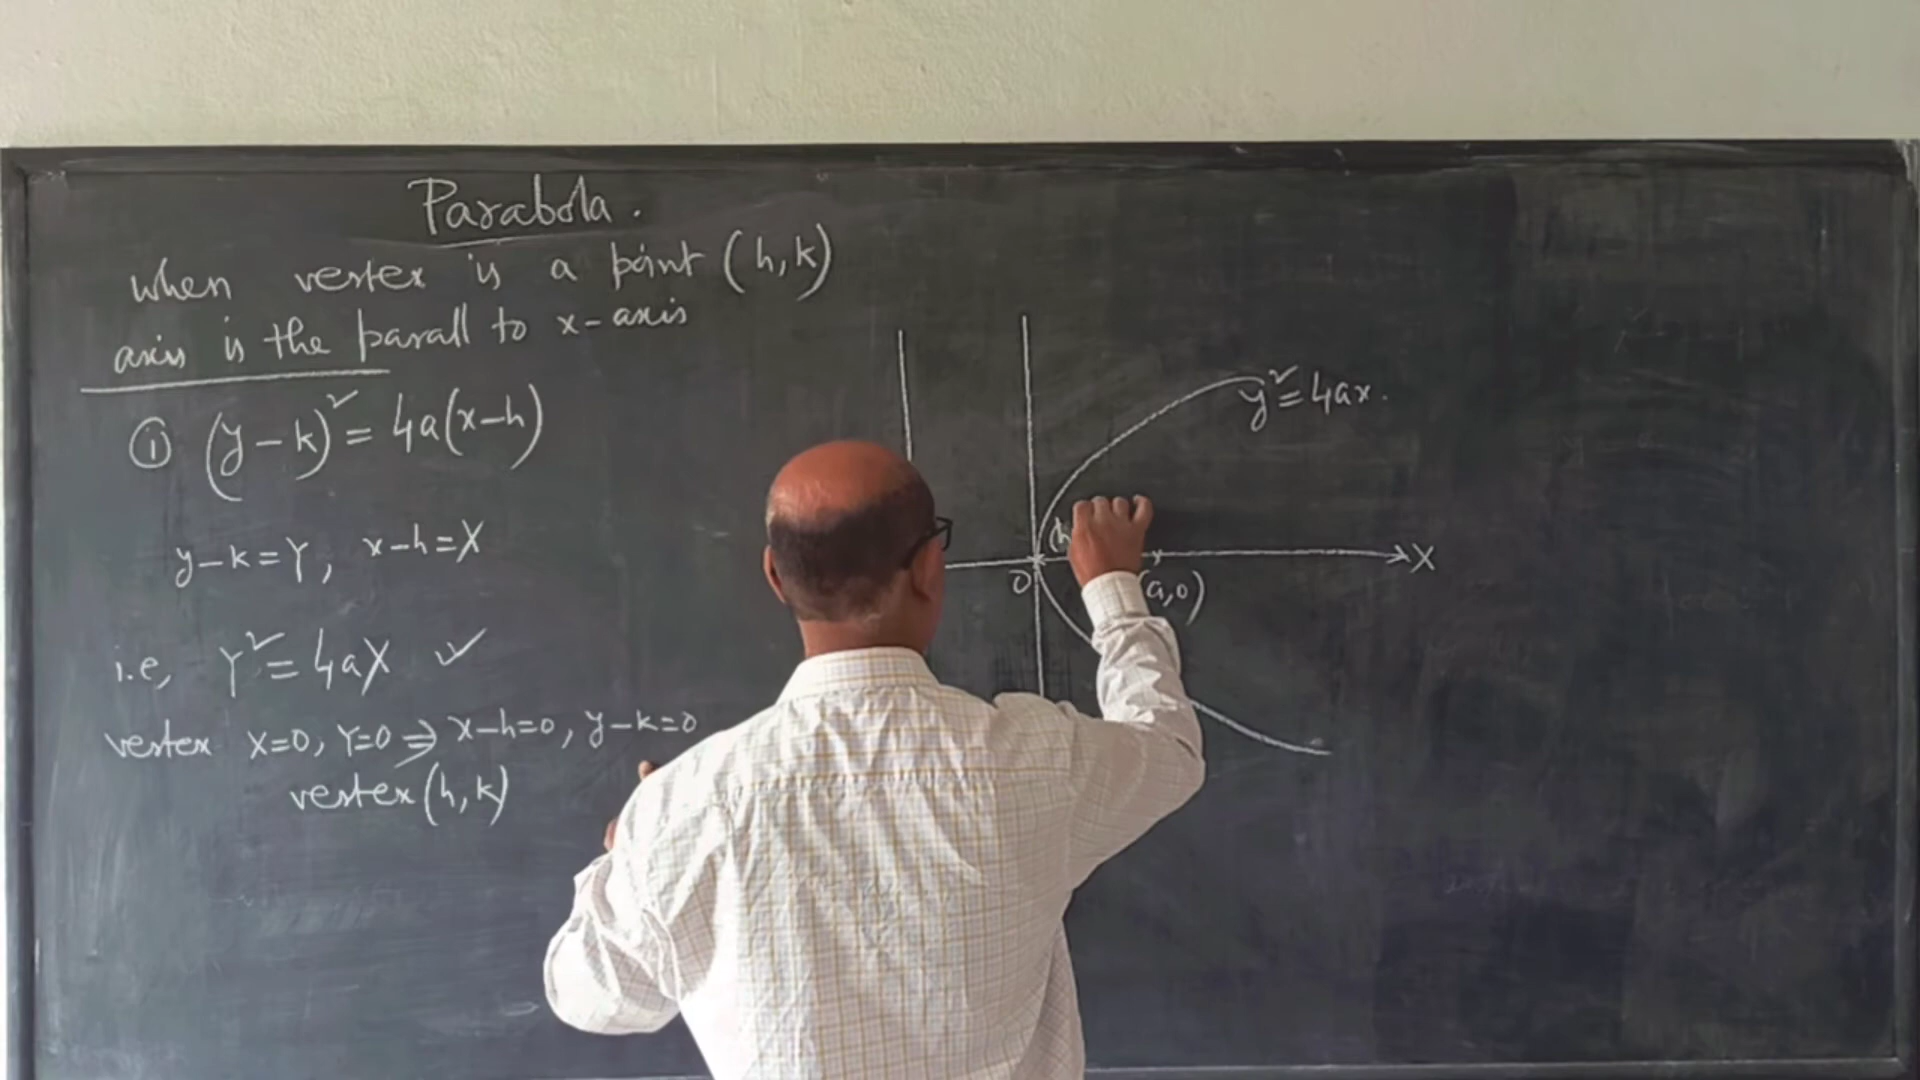 Parabola.
when vertex is a point (h, k)
axis is the parall to x-axis
① (y-k)² = 4a(x-h)
y-k=Y, x-h=X
i.e, Y² = 4aX ✓
vertex X=0, Y=0 ⇒ x-h=0, y-k=0
vertex (h, k)
y² = 4ax.
(h
X
O
(a,0)